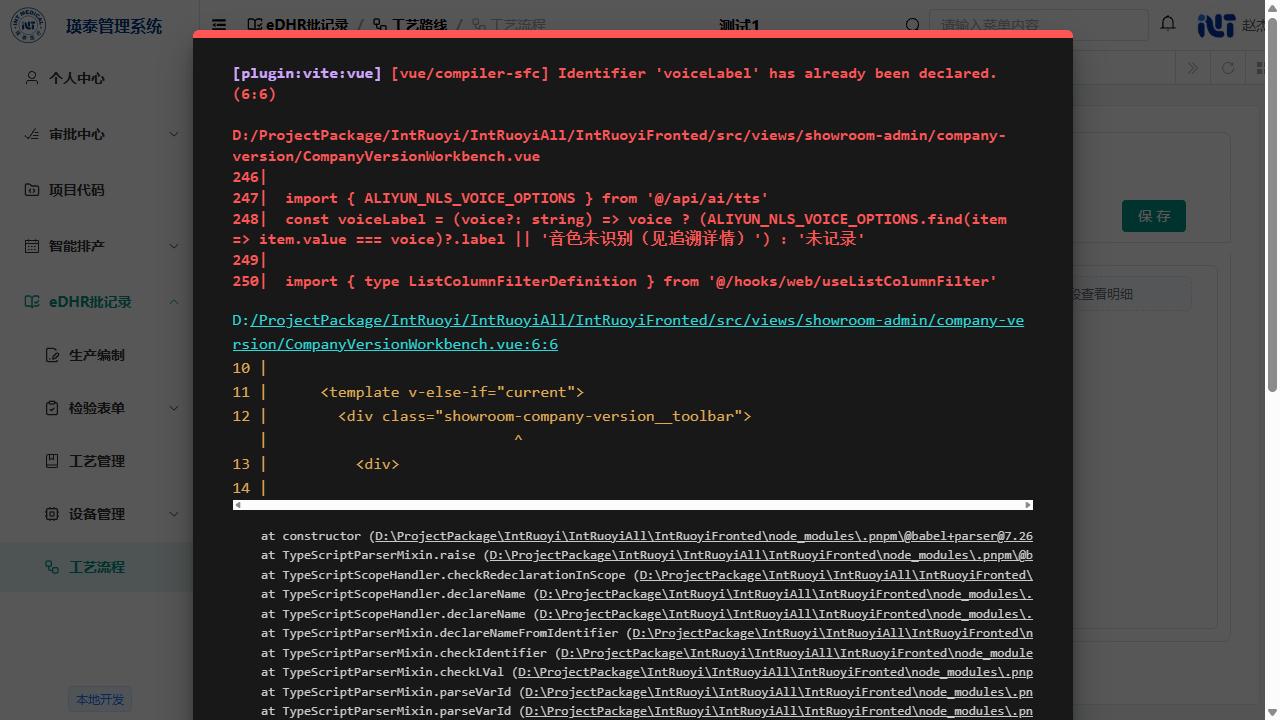 瑛泰管理系统
eDHR批记录 / 工艺路线 / 工艺流程
测试1
请输入菜单内容
个人中心
审批中心
项目代码
智能排产
eDHR批记录
生产编制
检验表单
工艺管理
设备管理
工艺流程
本地开发
保存
查看明细
[plugin:vite:vue] [vue/compiler-sfc] Identifier 'voiceLabel' has already been declared.
(6:6)
D:/ProjectPackage/IntRuoyi/IntRuoyiAll/IntRuoyiFronted/src/views/showroom-admin/company-
version/CompanyVersionWorkbench.vue
246|
247|  import { ALIYUN_NLS_VOICE_OPTIONS } from '@/api/ai/tts'
248|  const voiceLabel = (voice?: string) => voice ? (ALIYUN_NLS_VOICE_OPTIONS.find(item
=> item.value === voice)?.label || '音色未识别（见追溯详情）') : '未记录'
249|
250|  import { type ListColumnFilterDefinition } from '@/hooks/web/useListColumnFilter'
D:/ProjectPackage/IntRuoyi/IntRuoyiAll/IntRuoyiFronted/src/views/showroom-admin/company-ve
rsion/CompanyVersionWorkbench.vue:6:6
10 |
11 |      <template v-else-if="current">
12 |        <div class="showroom-company-version__toolbar">
|                             ^
13 |          <div>
14 |
at constructor (D:\ProjectPackage\IntRuoyi\IntRuoyiAll\IntRuoyiFronted\node_modules\.pnpm\@babel+parser@7.26
at TypeScriptParserMixin.raise (D:\ProjectPackage\IntRuoyi\IntRuoyiAll\IntRuoyiFronted\node_modules\.pnpm\@b
at TypeScriptScopeHandler.checkRedeclarationInScope (D:\ProjectPackage\IntRuoyi\IntRuoyiAll\IntRuoyiFronted\
at TypeScriptScopeHandler.declareName (D:\ProjectPackage\IntRuoyi\IntRuoyiAll\IntRuoyiFronted\node_modules\.
at TypeScriptScopeHandler.declareName (D:\ProjectPackage\IntRuoyi\IntRuoyiAll\IntRuoyiFronted\node_modules\.
at TypeScriptParserMixin.declareNameFromIdentifier (D:\ProjectPackage\IntRuoyi\IntRuoyiAll\IntRuoyiFronted\n
at TypeScriptParserMixin.checkIdentifier (D:\ProjectPackage\IntRuoyi\IntRuoyiAll\IntRuoyiFronted\node_module
at TypeScriptParserMixin.checkLVal (D:\ProjectPackage\IntRuoyi\IntRuoyiAll\IntRuoyiFronted\node_modules\.pnp
at TypeScriptParserMixin.parseVarId (D:\ProjectPackage\IntRuoyi\IntRuoyiAll\IntRuoyiFronted\node_modules\.pn
at TypeScriptParserMixin.parseVarId (D:\ProjectPackage\IntRuoyi\IntRuoyiAll\IntRuoyiFronted\node_modules\.pn